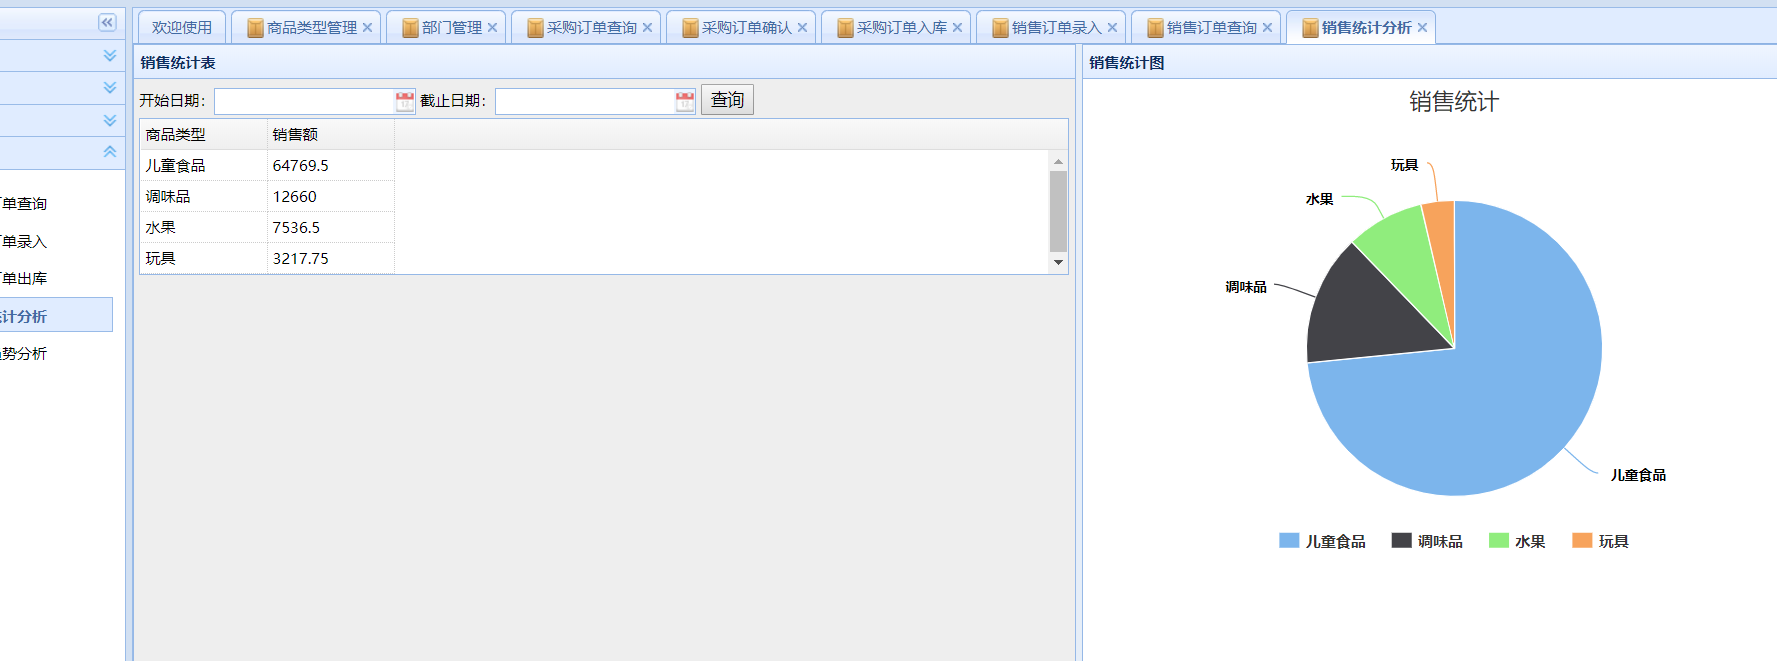 欢迎使用 商品类型管理 部门管理 采购订单查询 采购订单确认 采购订单入库 销售订单录入 销售订单查询 销售统计分析
单查询
单录入
单出库
计分析
势分析
销售统计表
开始日期: 截止日期: 查询
商品类型 销售额
儿童食品 64769.5
调味品 12660
水果 7536.5
玩具 3217.75
销售统计图
销售统计
玩具
水果
调味品
儿童食品
儿童食品 调味品 水果 玩具